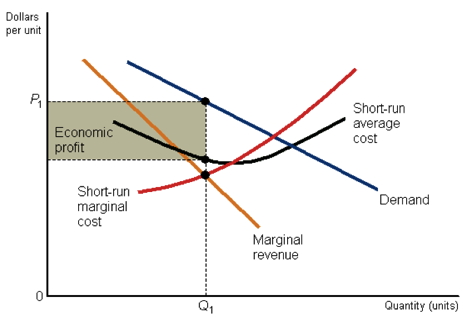 Dollars
per unit
P1
Economic
profit
Short-run
average
cost
Short-run
marginal
cost
Demand
Marginal
revenue
0
Q1
Quantity (units)